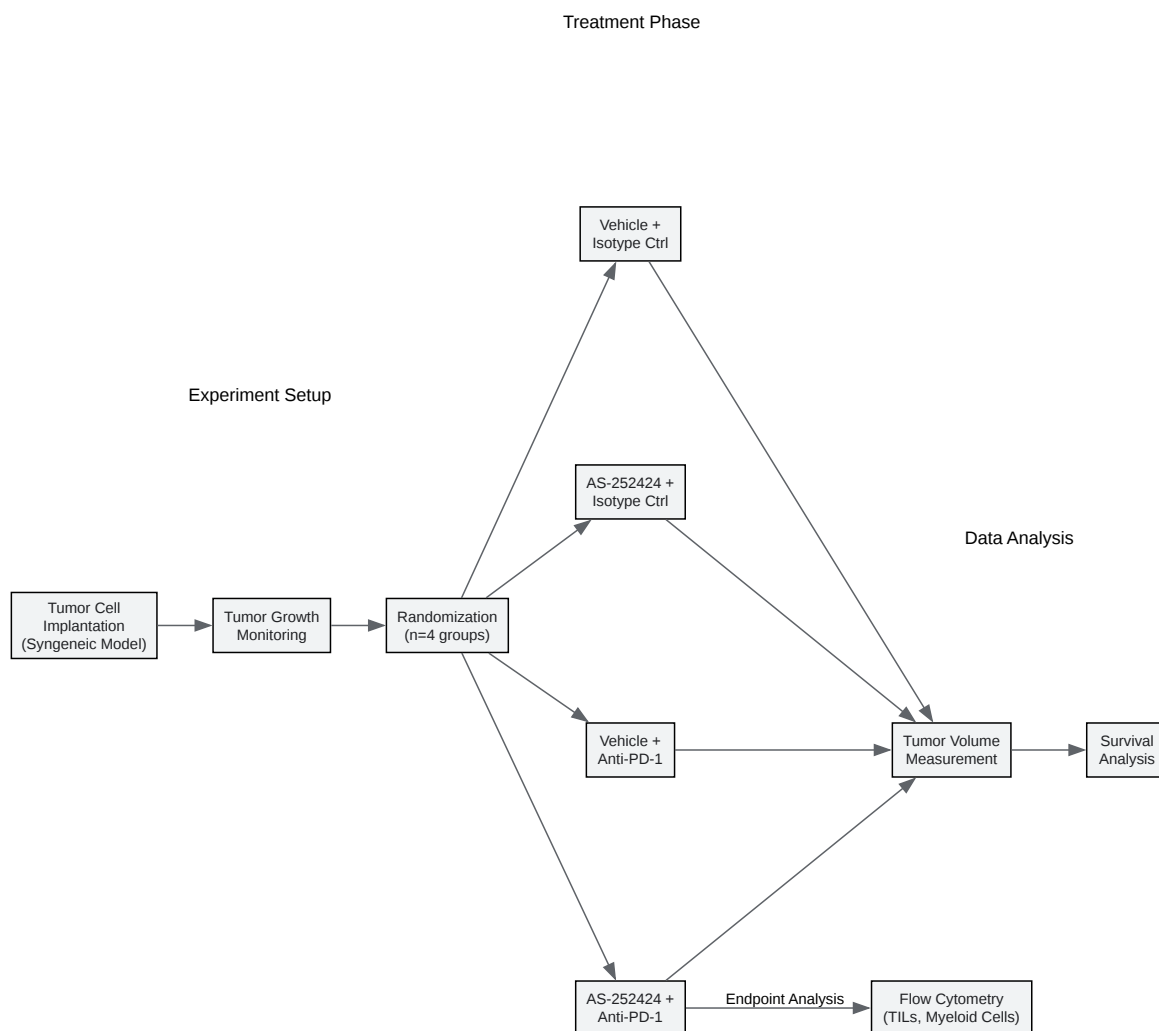 Treatment Phase
Vehicle +
Isotype Ctrl
Experiment Setup
AS-252424 +
Isotype Ctrl
Data Analysis
Tumor Cell
Implantation
(Syngeneic Model)
Tumor Growth
Monitoring
Randomization
(n=4 groups)
Vehicle +
Anti-PD-1
Tumor Volume
Measurement
Survival
Analysis
AS-252424 +
Anti-PD-1
Endpoint Analysis
Flow Cytometry
(TILs, Myeloid Cells)